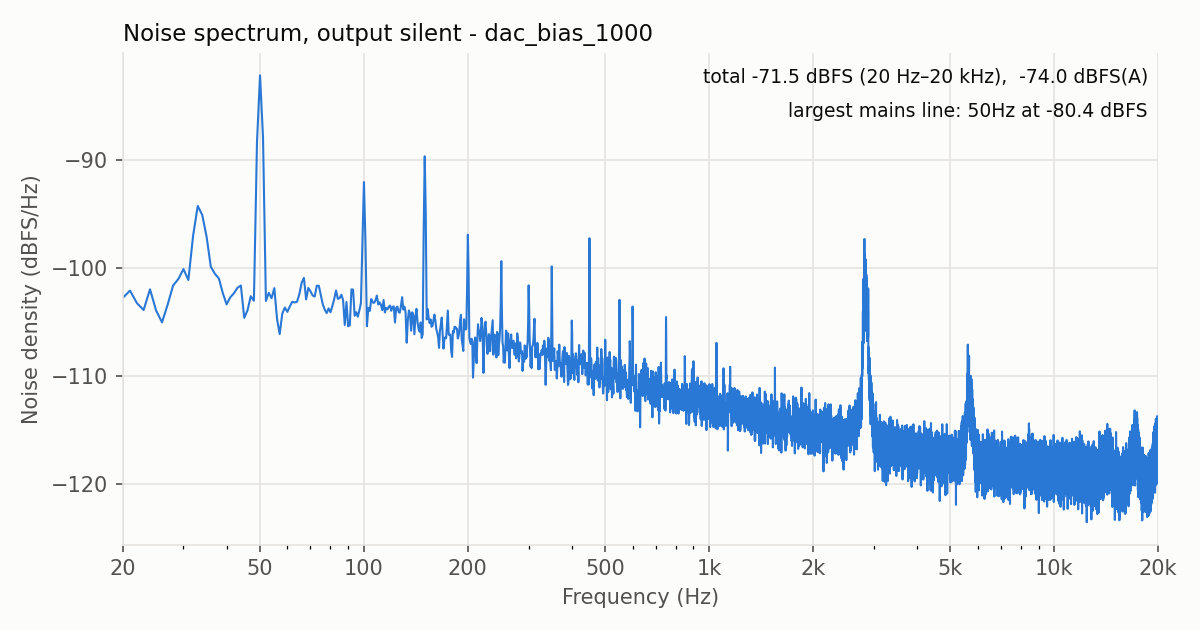 Noise spectrum, output silent - dac_bias_1000
total -71.5 dBFS (20 Hz–20 kHz),  -74.0 dBFS(A)
largest mains line: 50Hz at -80.4 dBFS
Noise density (dBFS/Hz)
−90
−100
−110
−120
20 50 100 200 500 1k 2k 5k 10k 20k
Frequency (Hz)